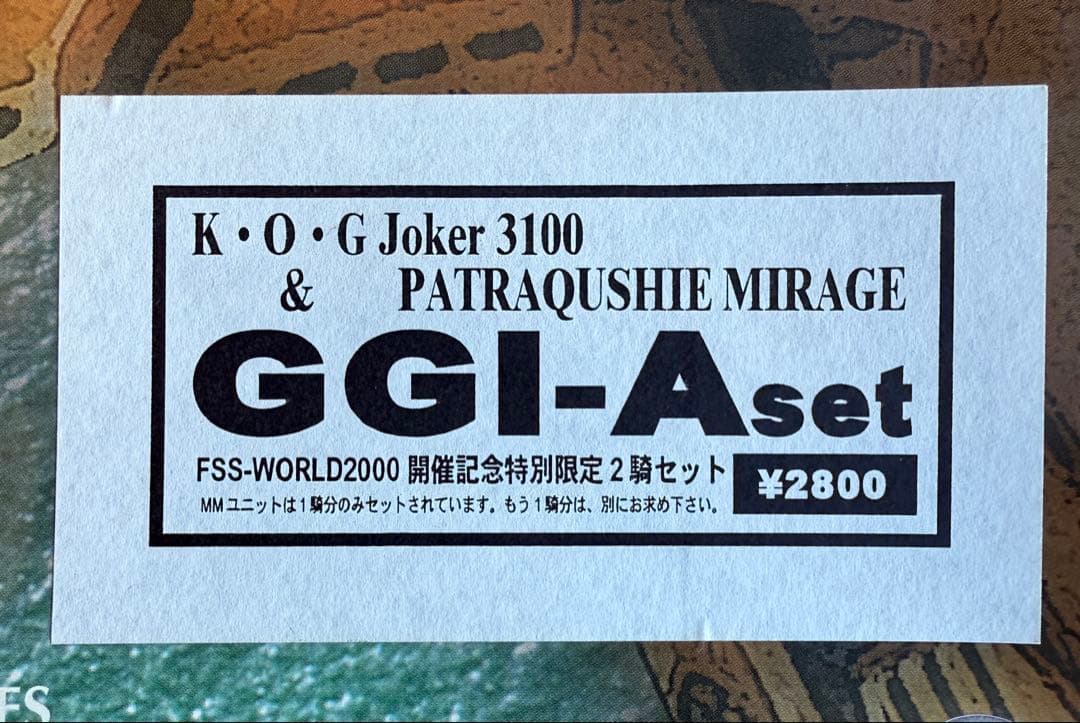 K・O・G Joker 3100
& PATRAQUSHIE MIRAGE
GGI-Aset
FSS-WORLD2000 開催記念特別限定2騎セット
¥2800
MMユニットは1騎分のみセットされています。もう1騎分は、別にお求め下さい。